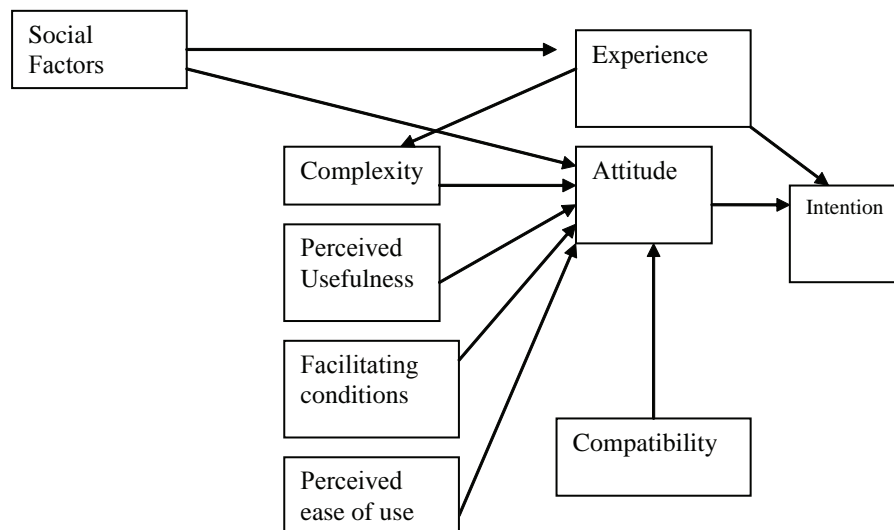 Social
Factors
Experience
Complexity
Attitude
Intention
Perceived
Usefulness
Facilitating
conditions
Compatibility
Perceived
ease of use